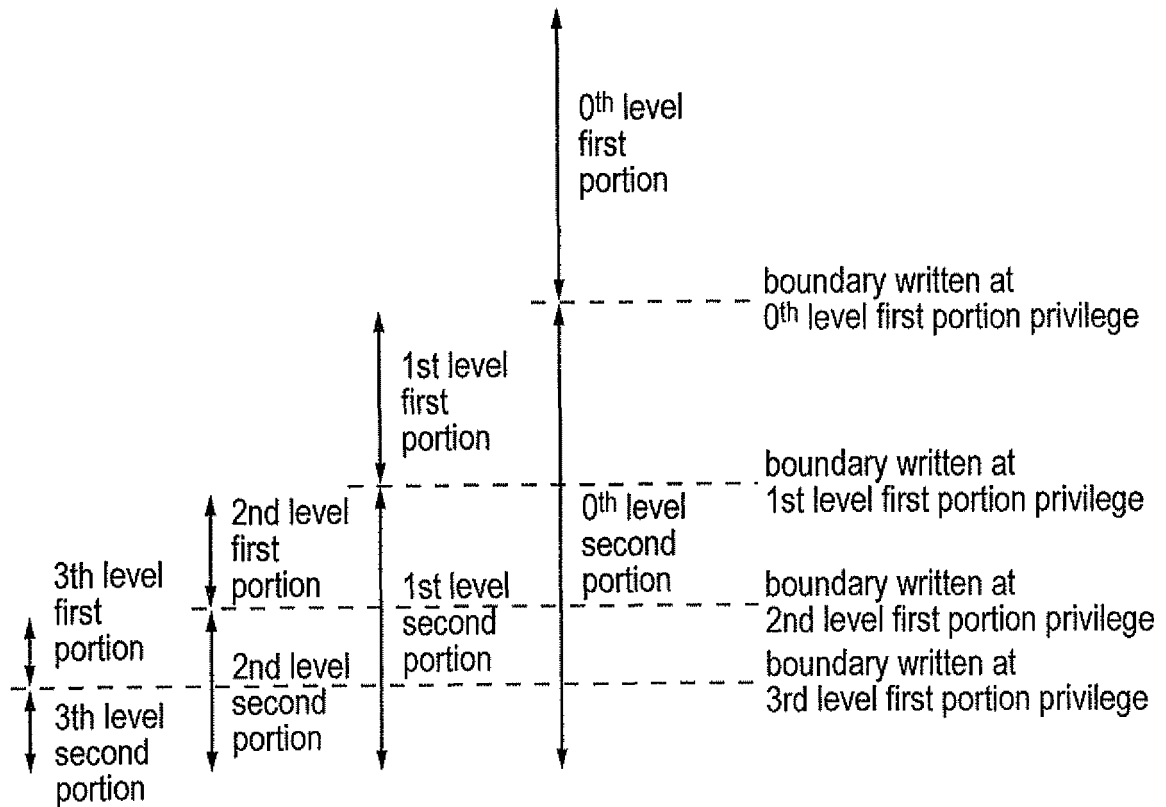 0th level
first
portion
boundary written at
0th level first portion privilege
1st level
first
portion
boundary written at
1st level first portion privilege
2nd level
first
portion
0th level
second
portion
3th level
first
portion
1st level
second
portion
boundary written at
2nd level first portion privilege
2nd level
second
portion
boundary written at
3rd level first portion privilege
3th level
second
portion